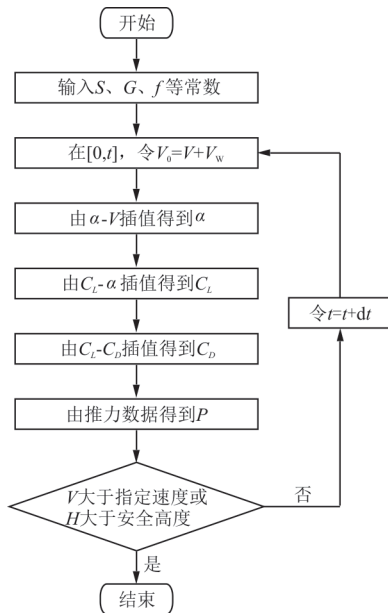 开始
输入S、G、f等常数
在[0,t]，令V₀=V+V_W
由α-V插值得到α
由C_L-α插值得到C_L
由C_L-C_D插值得到C_D
令t=t+dt
由推力数据得到P
V大于指定速度或
H大于安全高度
否
是
结束